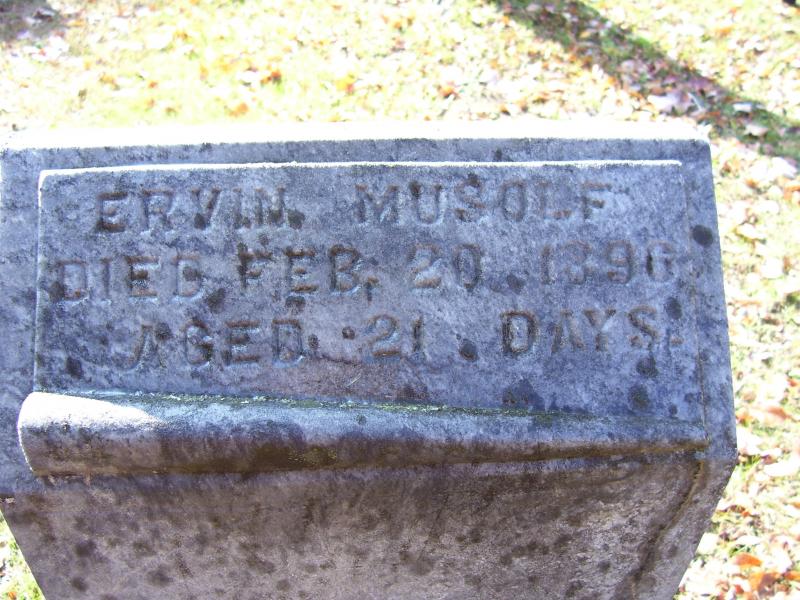 ERVIN MUSOLF
DIED FEB. 20, 1896
AGED 21 DAYS.